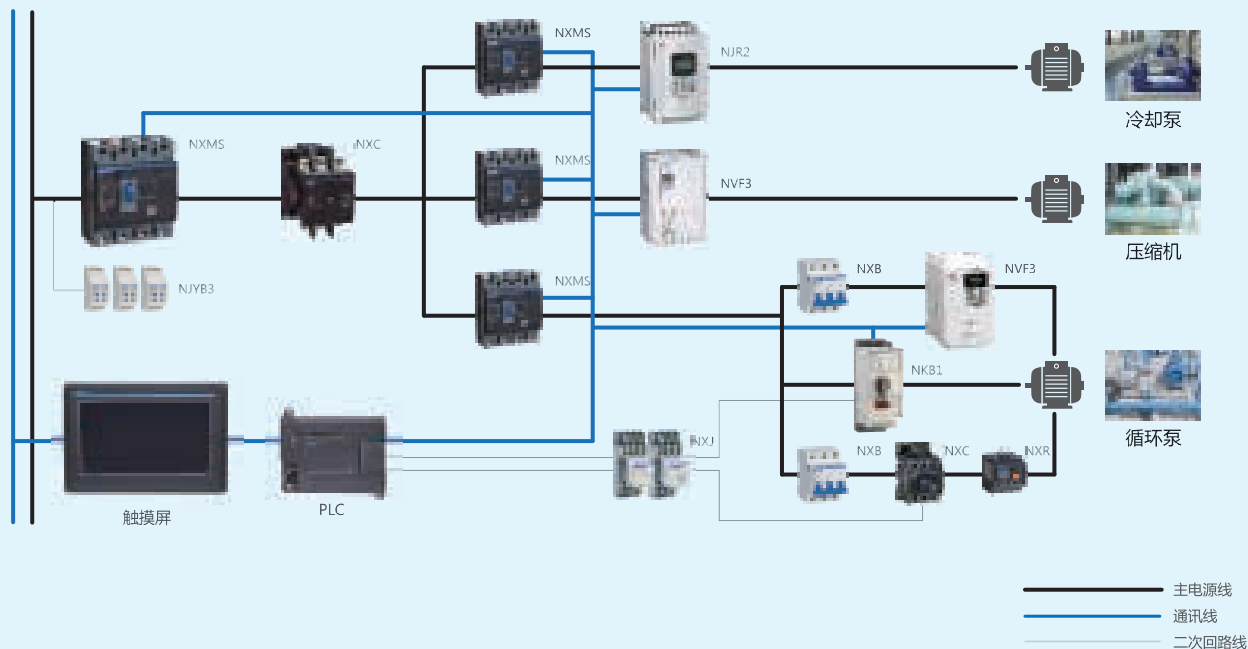 NXMS
NJR2
冷却泵
NXMS
NXC
NXMS
NVF3
压缩机
NJYB3
NXMS
NXB
NVF3
NKB1
循环泵
NXJ
NXB
NXC
NXR
触摸屏
PLC
主电源线
通讯线
二次回路线